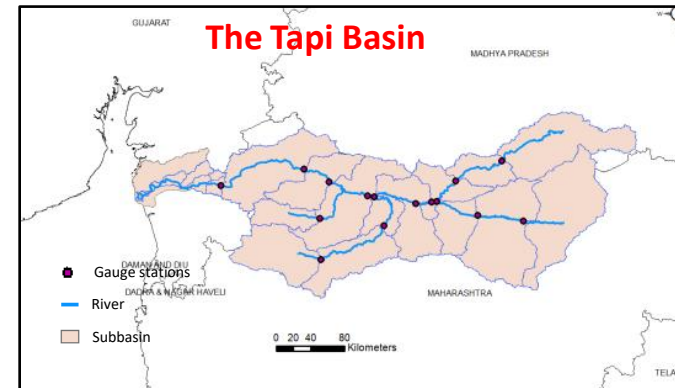 GUJARAT
The Tapi Basin
MADHYA PRADESH
DAMAN AND DIU
Gauge stations
DADRA & NAGAR HAVELI
MAHARASHTRA
River
Subbasin
0 20 40 80
Kilometers
TELA